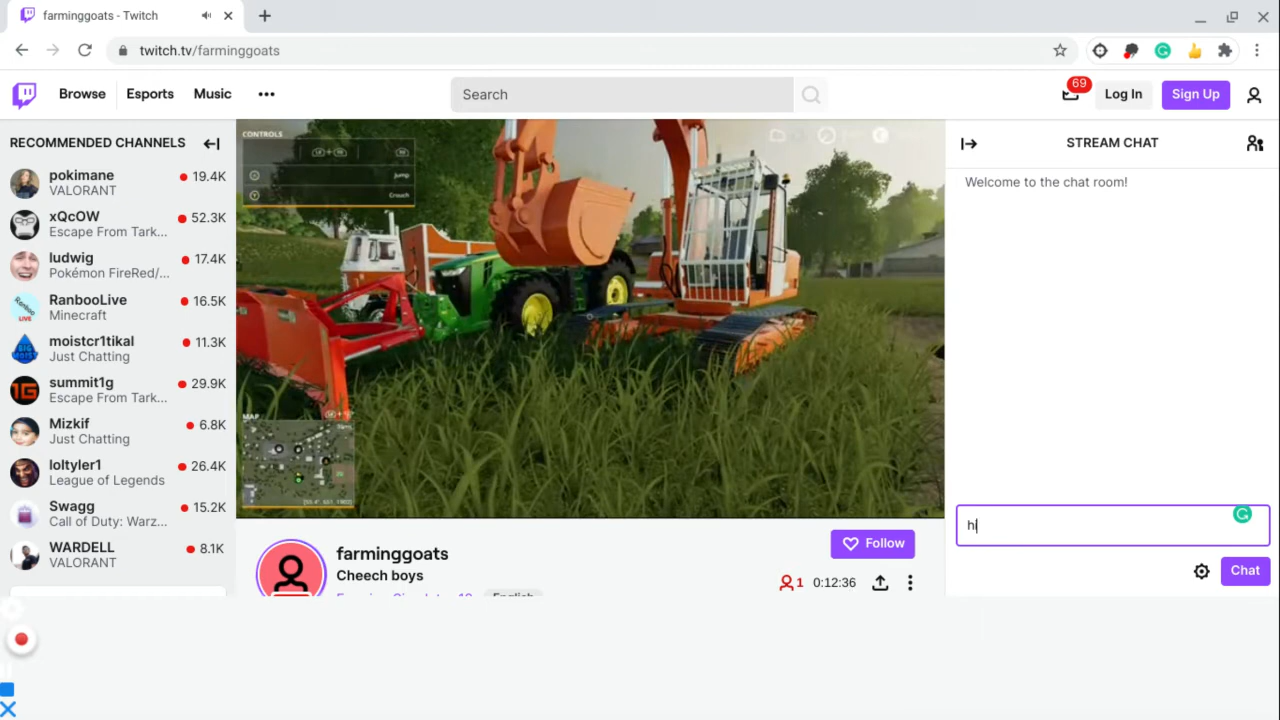 farminggoats - Twitch
twitch.tv/farminggoats
Browse
Esports
Music
Search
69
Log In
Sign Up
RECOMMENDED CHANNELS
pokimane
VALORANT
19.4K
xQcOW
Escape From Tark...
52.3K
ludwig
Pokémon FireRed/...
17.4K
RanbooLive
Minecraft
16.5K
moistcr1tikal
Just Chatting
11.3K
summit1g
Escape From Tark...
29.9K
Mizkif
Just Chatting
6.8K
loltyler1
League of Legends
26.4K
Swagg
Call of Duty: Warz...
15.2K
WARDELL
VALORANT
8.1K
CONTROLS
Jump
Crouch
MAP
farminggoats
Cheech boys
English
Follow
1
0:12:36
STREAM CHAT
Welcome to the chat room!
hi
Chat